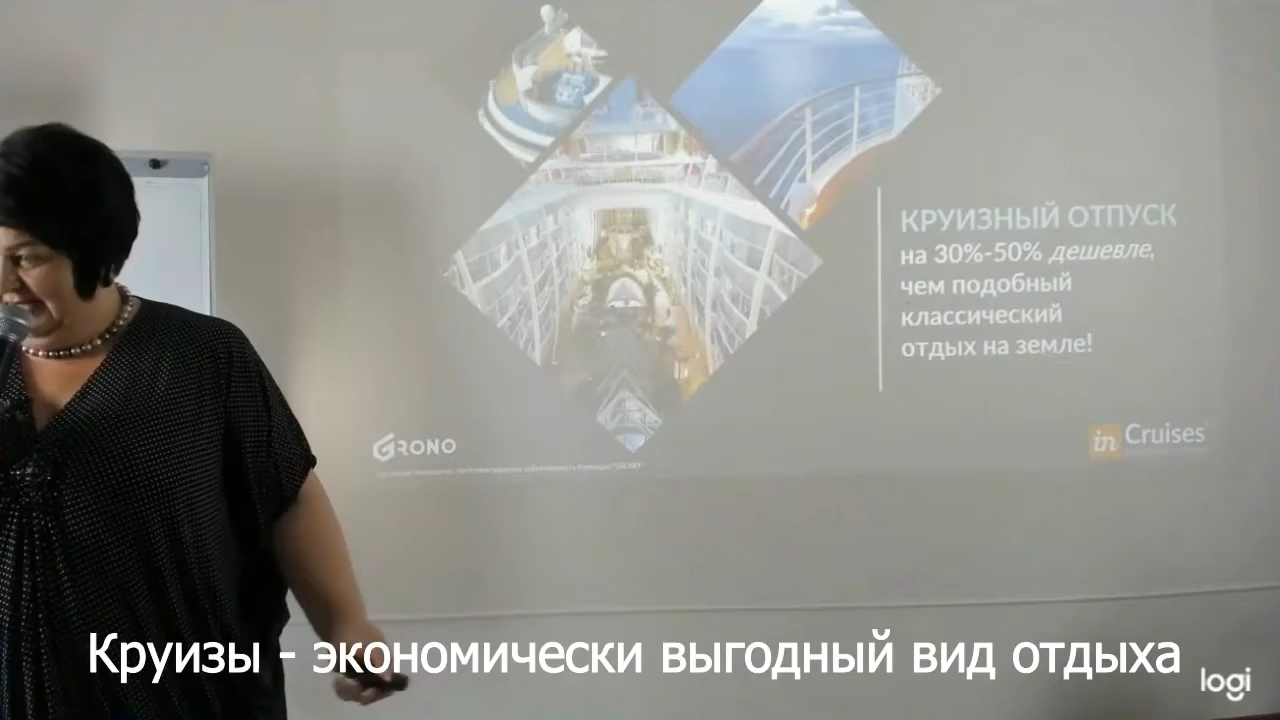 КРУИЗНЫЙ ОТПУСК
на 30%-50% дешевле,
чем подобный
классический
отдых на земле!
GRONO
in Cruises
Круизы - экономически выгодный вид отдыха
logi